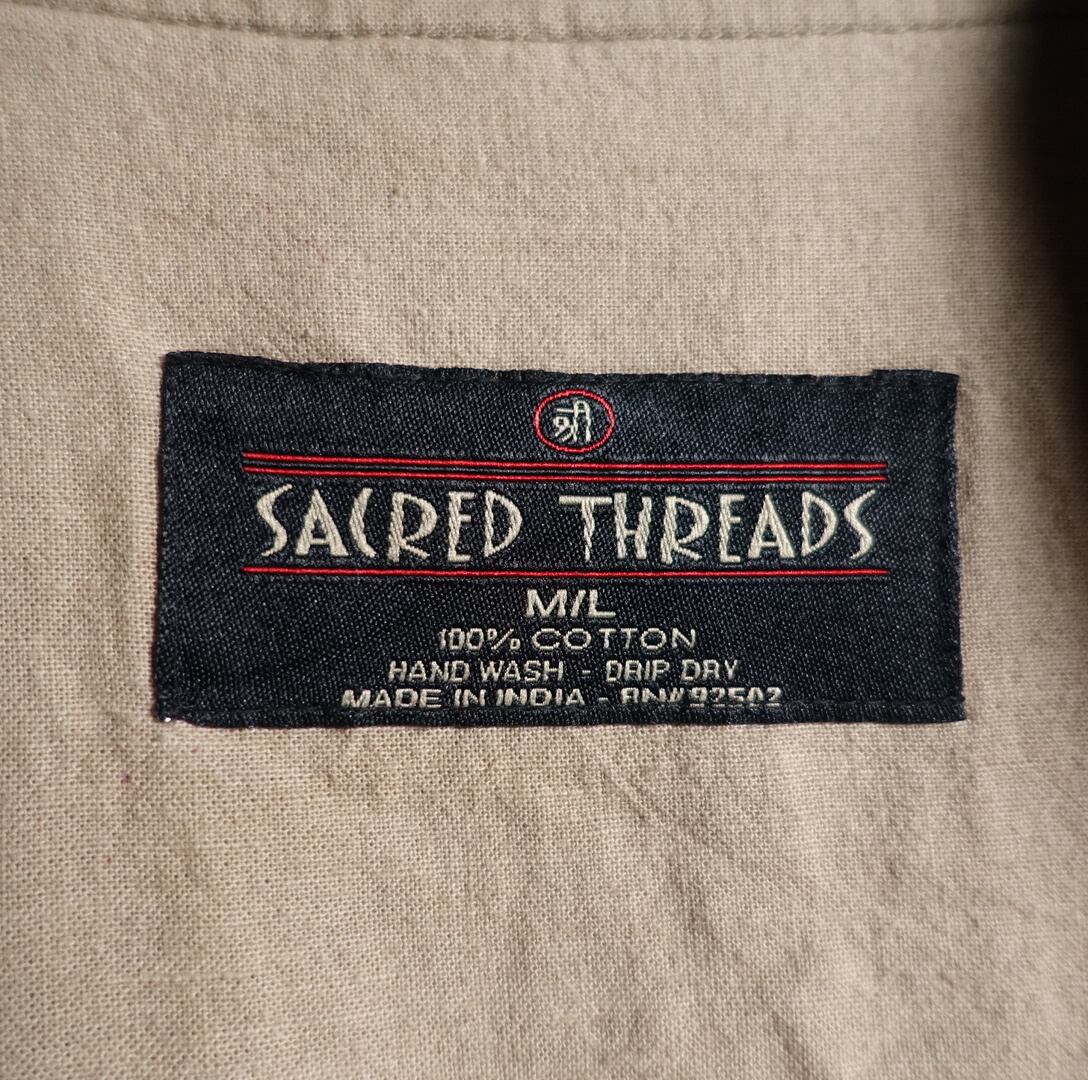 श्री
SACRED THREADS
M/L
100% COTTON
HAND WASH - DRIP DRY
MADE IN INDIA - RN# 92502